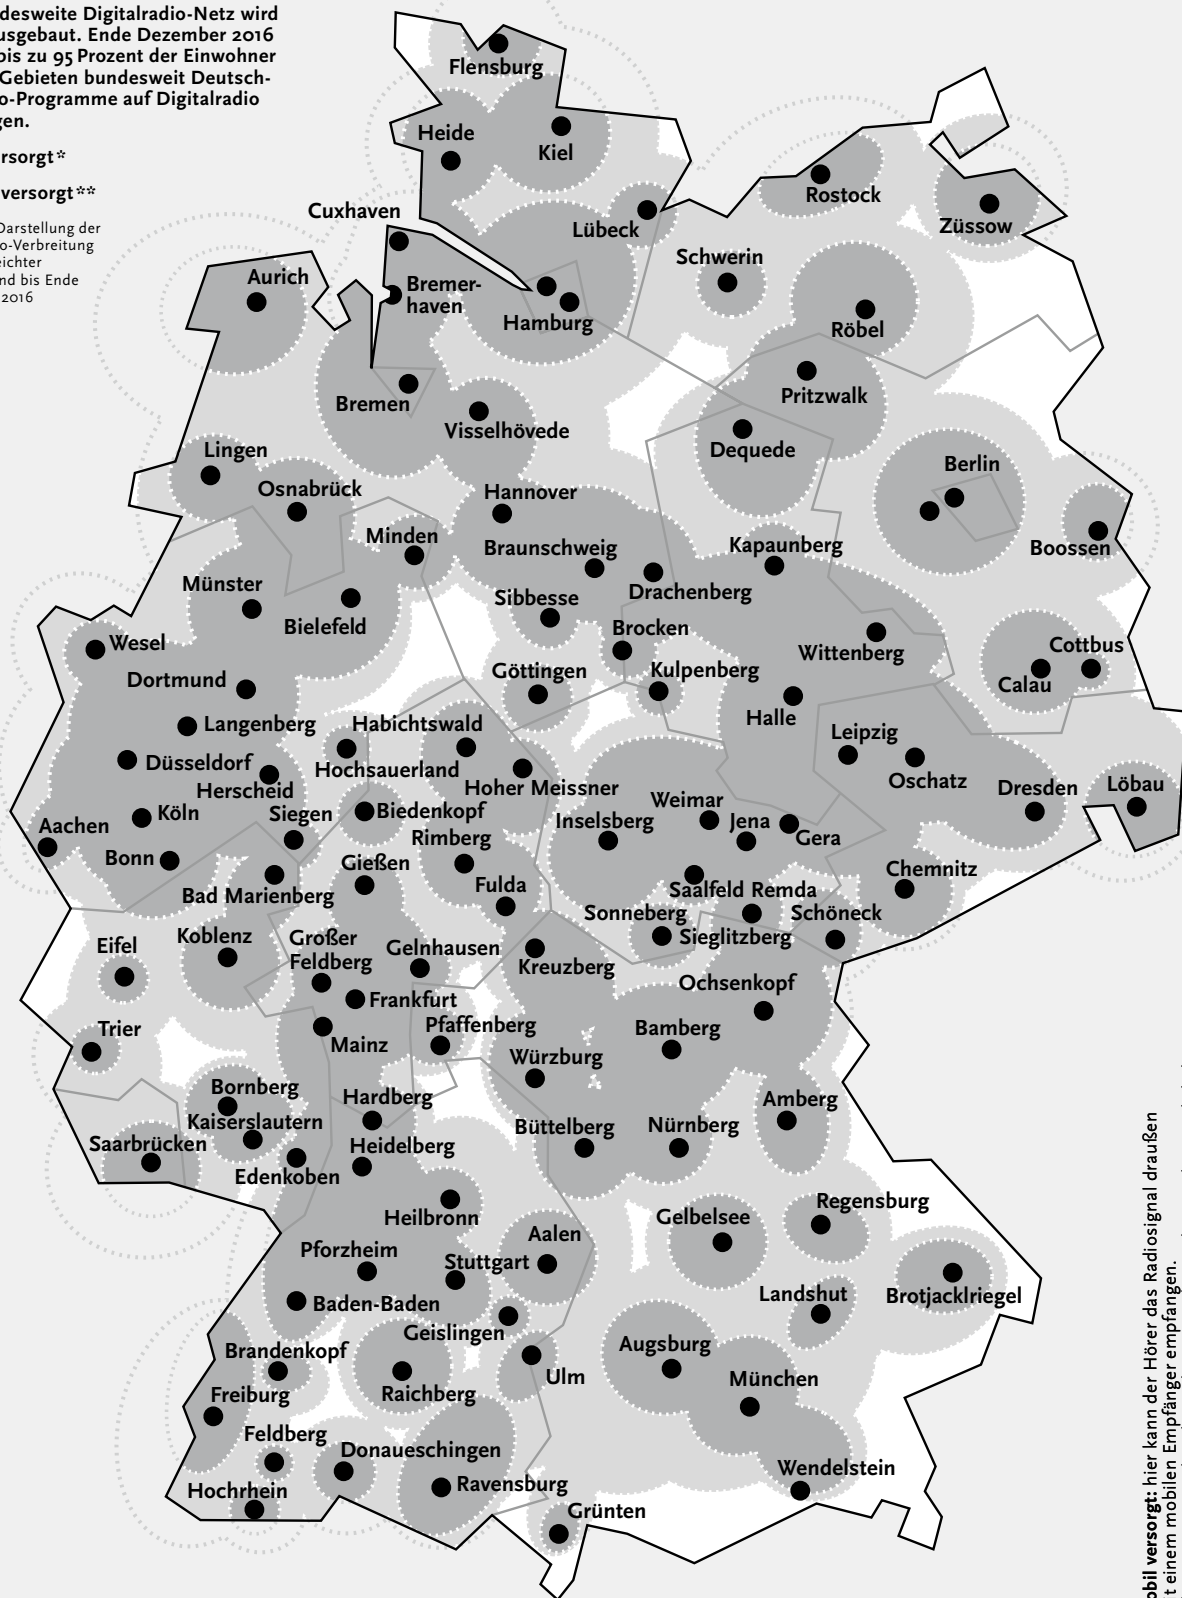 desweite Digitalradio-Netz wird
usgebaut. Ende Dezember 2016
bis zu 95 Prozent der Einwohner
Gebieten bundesweit Deutsch-
o-Programme auf Digitalradio
gen.
rsorgt*
versorgt**
Darstellung der
o-Verbreitung
eichter
nd bis Ende
2016
Flensburg
Heide
Kiel
Rostock
Cuxhaven
Lübeck
Züssow
Schwerin
Aurich
Bremer-
haven
Hamburg
Röbel
Pritzwalk
Bremen
Visselhövede
Dequede
Lingen
Berlin
Osnabrück
Hannover
Minden
Braunschweig
Kapaunberg
Boossen
Münster
Drachenberg
Sibbesse
Bielefeld
Brocken
Wesel
Wittenberg
Cottbus
Göttingen
Kulpenberg
Dortmund
Calau
Langenberg
Habichtswald
Halle
Leipzig
Düsseldorf
Hochsauerland
Oschatz
Herscheid
Hoher Meissner
Dresden
Löbau
Köln
Siegen
Biedenkopf
Weimar
Aachen
Inselsberg
Jena
Rimberg
Gera
Bonn
Gießen
Chemnitz
Bad Marienberg
Fulda
Saalfeld Remda
Sonneberg
Schöneck
Eifel
Koblenz
Großer
Feldberg
Gelnhausen
Sieglitzberg
Kreuzberg
Ochsenkopf
Frankfurt
Trier
Pfaffenberg
Bamberg
Mainz
Würzburg
Bornberg
Hardberg
Amberg
Kaiserslautern
Büttelberg
Nürnberg
Saarbrücken
Heidelberg
Edenkoben
Regensburg
Heilbronn
Gelbelsee
Aalen
Pforzheim
Stuttgart
Landshut
Brotjacklriegel
Baden-Baden
Geislingen
Augsburg
Brandenkopf
Ulm
München
Freiburg
Raichberg
Feldberg
Donaueschingen
Wendelstein
Hochrhein
Ravensburg
Grünten
obil versorgt: hier kann der Hörer das Radiosignal draußen
it einem mobilen Empfänger empfangen.